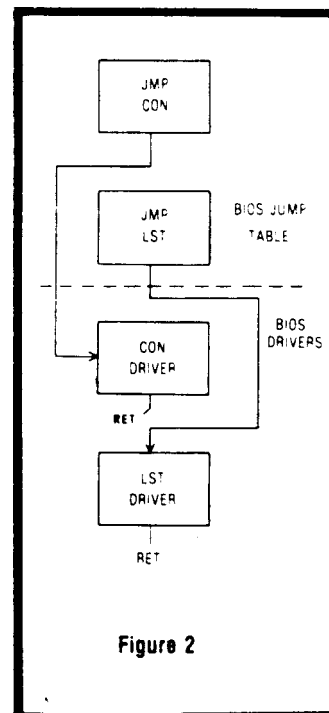 JMP
CON
JMP
LST
BIOS JUMP
TABLE
BIOS
DRIVERS
CON
DRIVER
RET
LST
DRIVER
RET
Figure 2